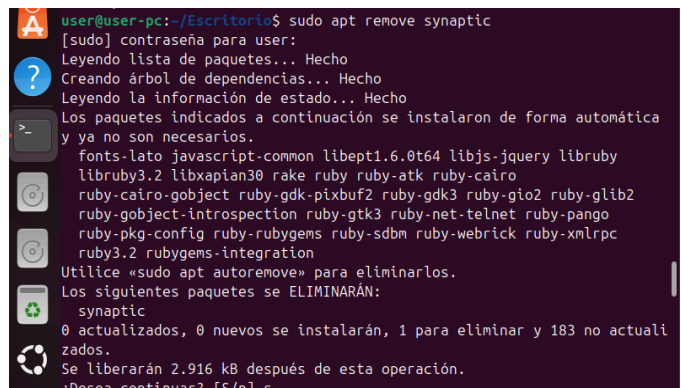 user@user-pc:~/Escritorio$ sudo apt remove synaptic
[sudo] contraseña para user:
Leyendo lista de paquetes... Hecho
Creando árbol de dependencias... Hecho
Leyendo la información de estado... Hecho
Los paquetes indicados a continuación se instalaron de forma automática
y ya no son necesarios.
  fonts-lato javascript-common libept1.6.0t64 libjs-jquery libruby
  libruby3.2 libxapian30 rake ruby ruby-atk ruby-cairo
  ruby-cairo-gobject ruby-gdk-pixbuf2 ruby-gdk3 ruby-gio2 ruby-glib2
  ruby-gobject-introspection ruby-gtk3 ruby-net-telnet ruby-pango
  ruby-pkg-config ruby-rubygems ruby-sdbm ruby-webrick ruby-xmlrpc
  ruby3.2 rubygems-integration
Utilice «sudo apt autoremove» para eliminarlos.
Los siguientes paquetes se ELIMINARÁN:
  synaptic
0 actualizados, 0 nuevos se instalarán, 1 para eliminar y 183 no actuali
zados.
Se liberarán 2.916 kB después de esta operación.
¿Desea continuar? [S/n] s